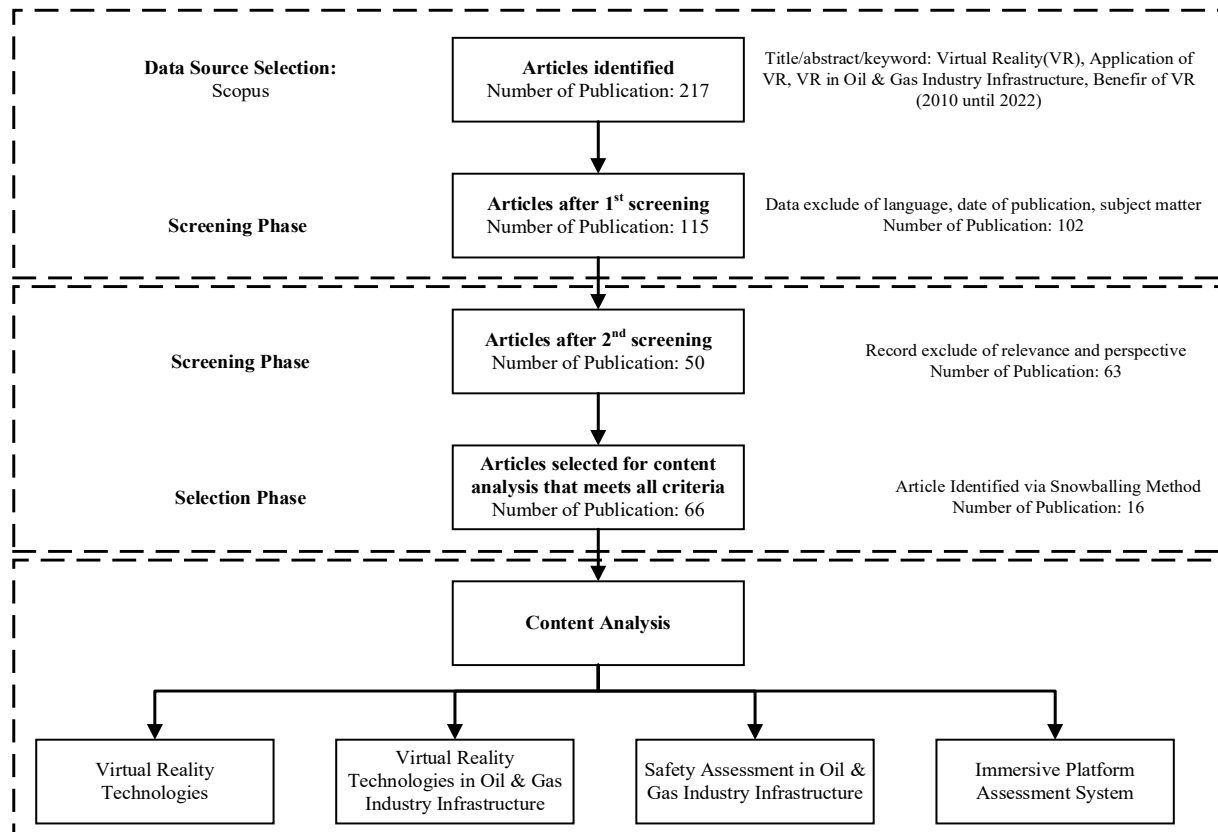 Data Source Selection:
Scopus
Articles identified
Number of Publication: 217
Title/abstract/keyword: Virtual Reality(VR), Application of
VR, VR in Oil & Gas Industry Infrastructure, Benefir of VR
(2010 until 2022)
Screening Phase
Articles after 1st screening
Number of Publication: 115
Data exclude of language, date of publication, subject matter
Number of Publication: 102
Screening Phase
Articles after 2nd screening
Number of Publication: 50
Record exclude of relevance and perspective
Number of Publication: 63
Selection Phase
Articles selected for content
analysis that meets all criteria
Number of Publication: 66
Article Identified via Snowballing Method
Number of Publication: 16
Content Analysis
Virtual Reality
Technologies
Virtual Reality
Technologies in Oil & Gas
Industry Infrastructure
Safety Assessment in Oil &
Gas Industry Infrastructure
Immersive Platform
Assessment System